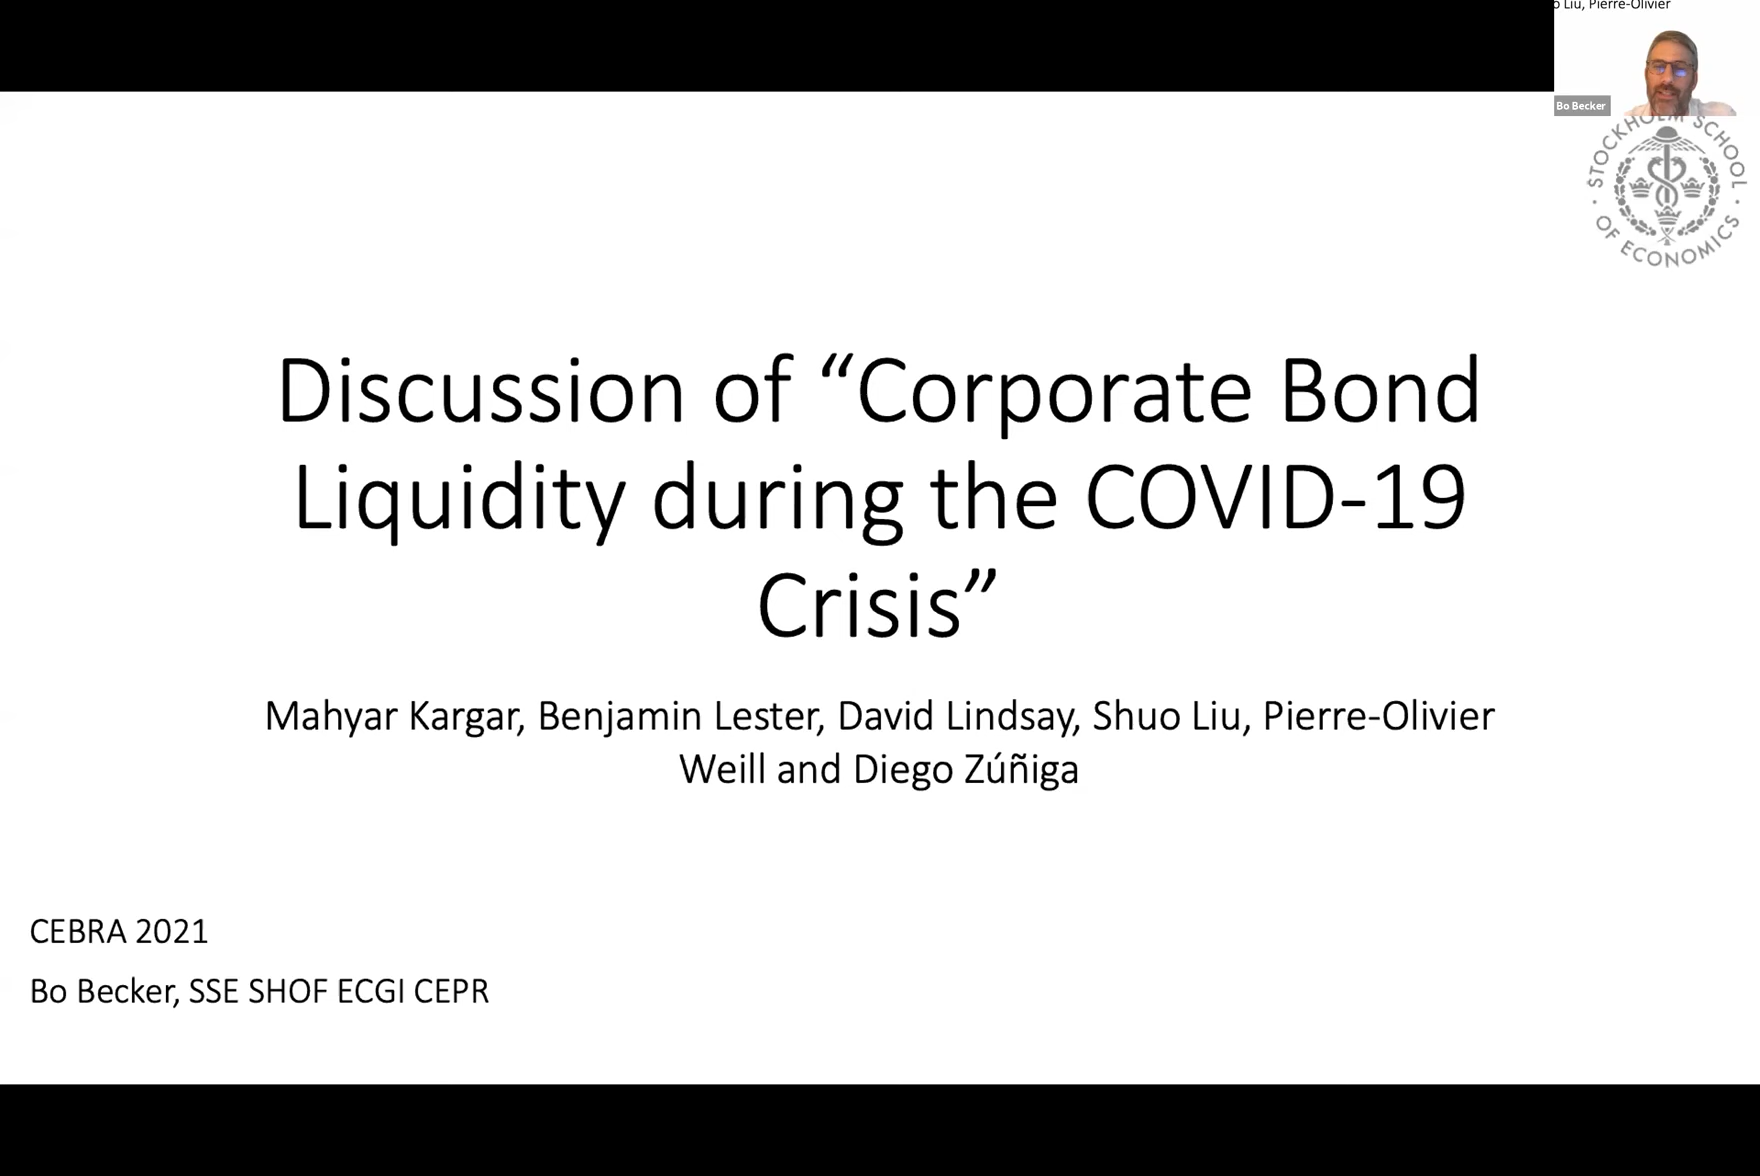 o Liu, Pierre-Olivier
Bo Becker
STOCKHOLM SCHOOL
· OF ECONOMICS ·
Discussion of “Corporate Bond
Liquidity during the COVID-19
Crisis”
Mahyar Kargar, Benjamin Lester, David Lindsay, Shuo Liu, Pierre-Olivier
Weill and Diego Zúñiga
CEBRA 2021
Bo Becker, SSE SHOF ECGI CEPR